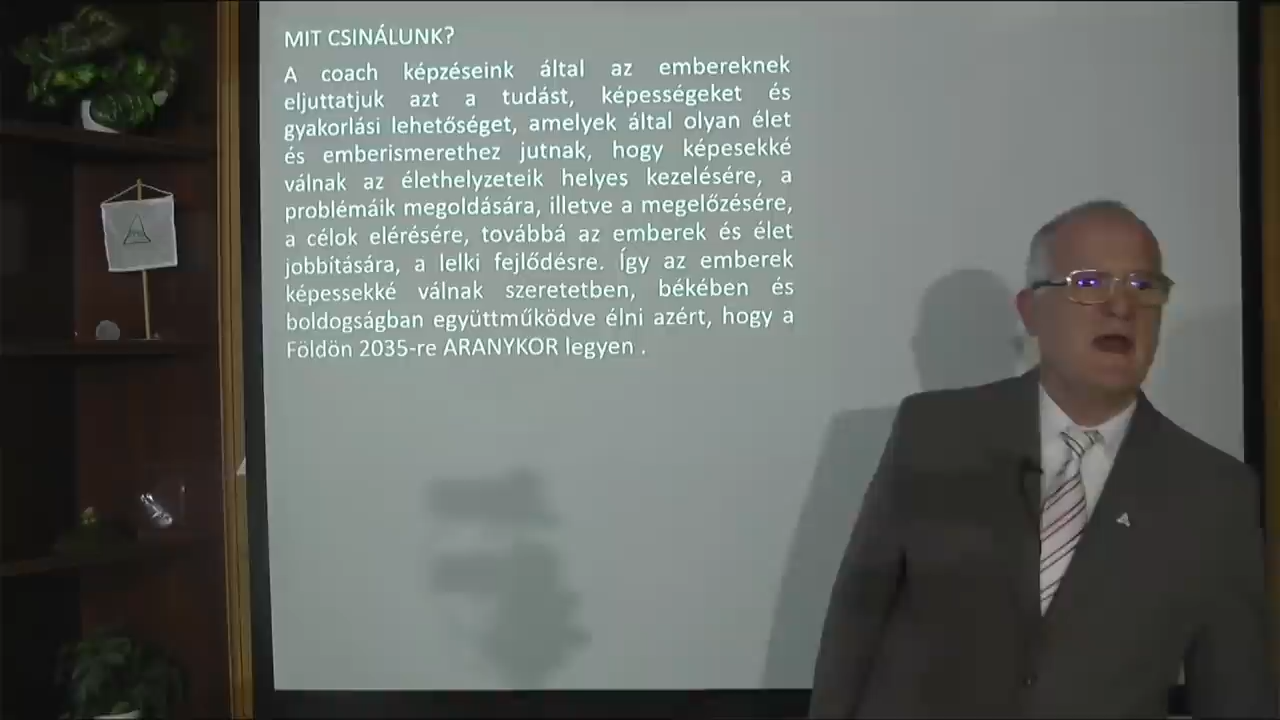 MIT CSINÁLUNK?
A coach képzéseink által az embereknek
eljuttatjuk azt a tudást, képességeket és
gyakorlási lehetőséget, amelyek által olyan élet
és emberismerethez jutnak, hogy képesekké
válnak az élethelyzeteik helyes kezelésére, a
problémáik megoldására, illetve a megelőzésére,
a célok elérésére, továbbá az emberek és élet
jobbítására, a lelki fejlődésre. Így az emberek
képessekké válnak szeretetben, békében és
boldogságban együttműködve élni azért, hogy a
Földön 2035-re ARANYKOR legyen .